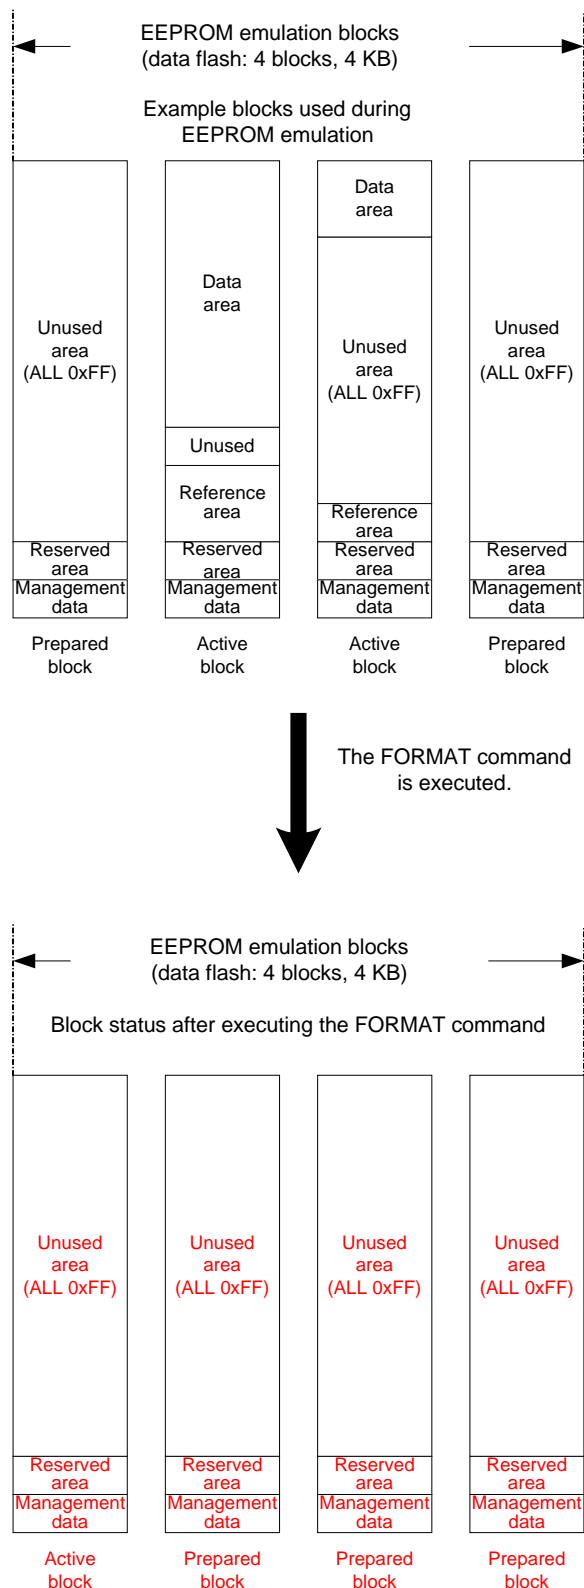 EEPROM emulation blocks
(data flash: 4 blocks, 4 KB)
Example blocks used during
EEPROM emulation
Unused
area
(ALL 0xFF)
Reserved
area
Management
data
Prepared
block
Data
area
Unused
Reference
area
Reserved
area
Management
data
Active
block
Data
area
Unused
area
(ALL 0xFF)
Reference
area
Reserved
area
Management
data
Active
block
Unused
area
(ALL 0xFF)
Reserved
area
Management
data
Prepared
block
The FORMAT command
is executed.
EEPROM emulation blocks
(data flash: 4 blocks, 4 KB)
Block status after executing the FORMAT command
Unused
area
(ALL 0xFF)
Reserved
area
Management
data
Active
block
Unused
area
(ALL 0xFF)
Reserved
area
Management
data
Prepared
block
Unused
area
(ALL 0xFF)
Reserved
area
Management
data
Prepared
block
Unused
area
(ALL 0xFF)
Reserved
area
Management
data
Prepared
block